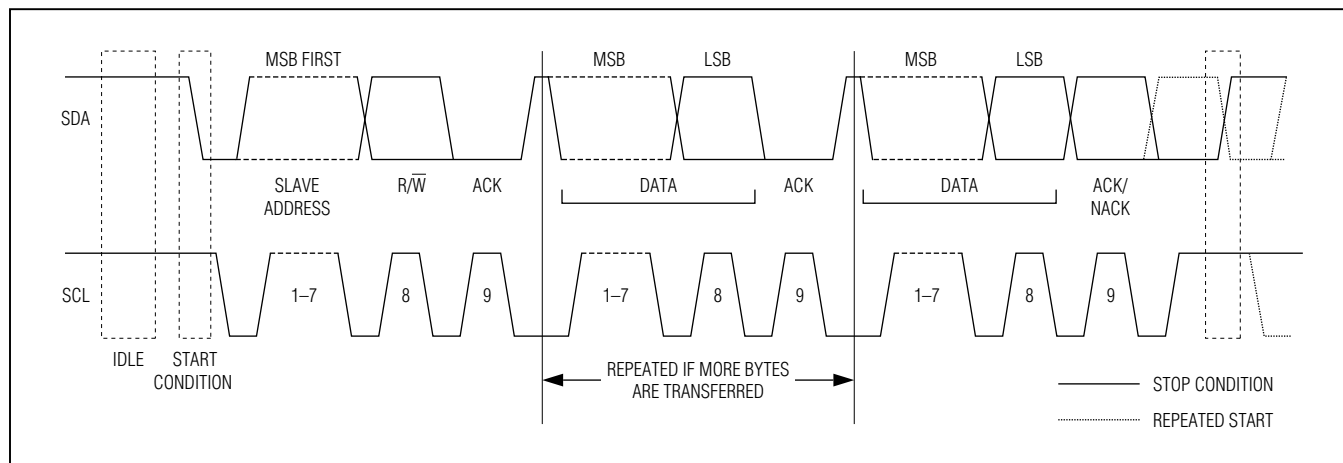 MSB FIRST
MSB
LSB
MSB
LSB
SDA
SLAVE
ADDRESS
R/W̅
ACK
DATA
ACK
DATA
ACK/
NACK
SCL
1–7
8
9
1–7
8
9
1–7
8
9
IDLE
START
CONDITION
REPEATED IF MORE BYTES
ARE TRANSFERRED
STOP CONDITION
REPEATED START